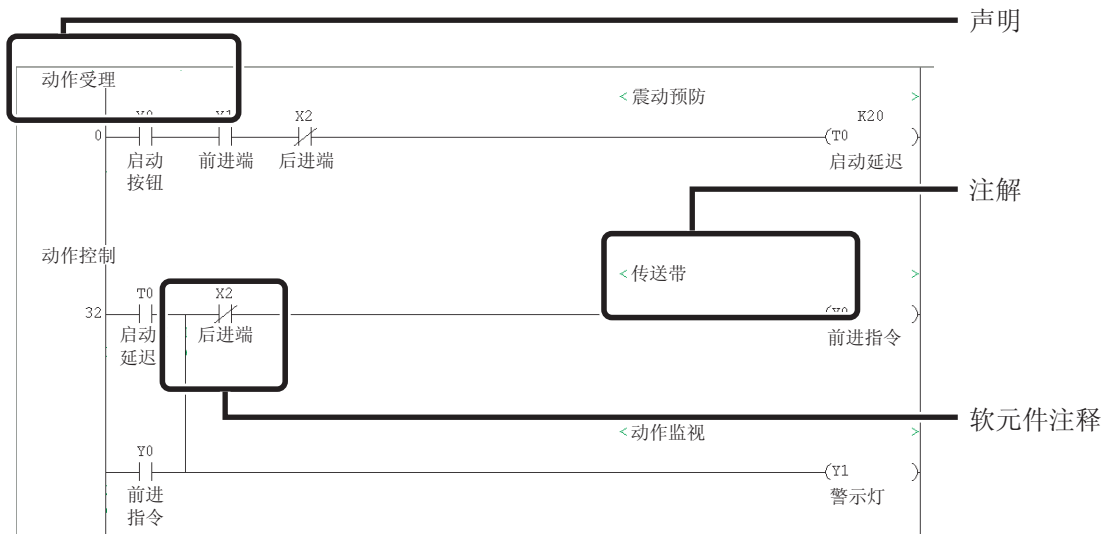 声明
动作受理
<震动预防 >
X2 K20
0 (T0 )
启动 前进端 后进端 启动延迟
按钮
注解
动作控制
<传送带 >
T0 X2
32 )
启动 后进端 前进指令
延迟
软元件注释
<动作监视 >
Y0
(Y1 )
前进 警示灯
指令